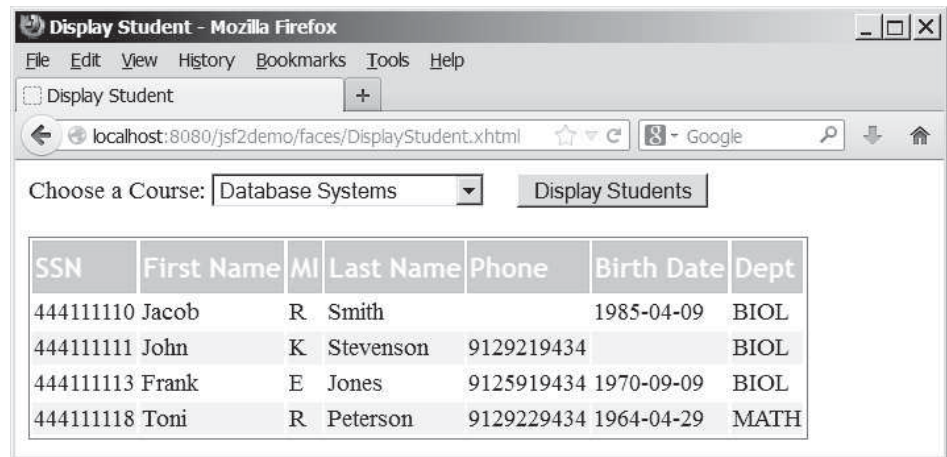 Display Student - Mozilla Firefox
File Edit View History Bookmarks Tools Help
Display Student +
localhost:8080/jsf2demo/faces/DisplayStudent.xhtml 8 Google
Choose a Course: Database Systems Display Students
SSN First Name MI Last Name Phone Birth Date Dept
444111110 Jacob R Smith 1985-04-09 BIOL
444111111 John K Stevenson 9129219434 BIOL
444111113 Frank E Jones 9125919434 1970-09-09 BIOL
444111118 Toni R Peterson 9129229434 1964-04-29 MATH